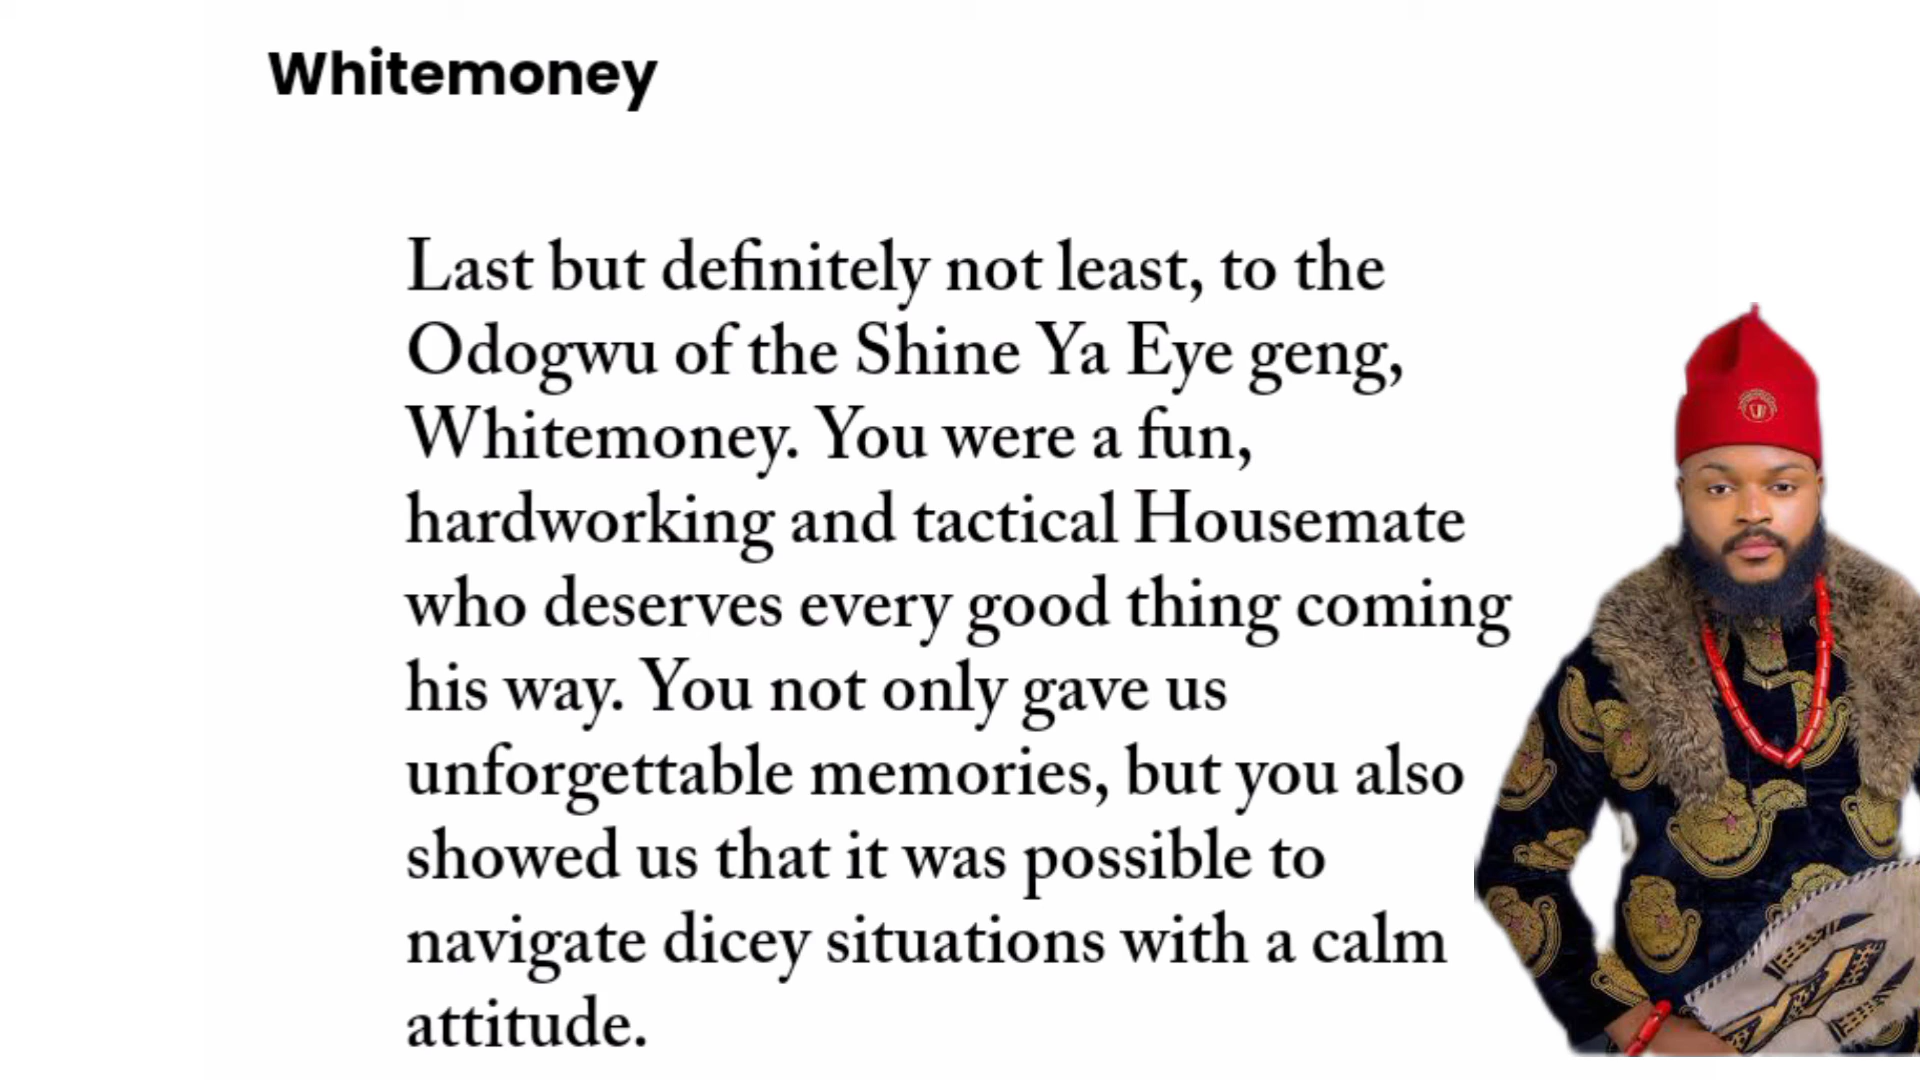 Whitemoney
Last but definitely not least, to the
Odogwu of the Shine Ya Eye geng,
Whitemoney. You were a fun,
hardworking and tactical Housemate
who deserves every good thing coming
his way. You not only gave us
unforgettable memories, but you also
showed us that it was possible to
navigate dicey situations with a calm
attitude.